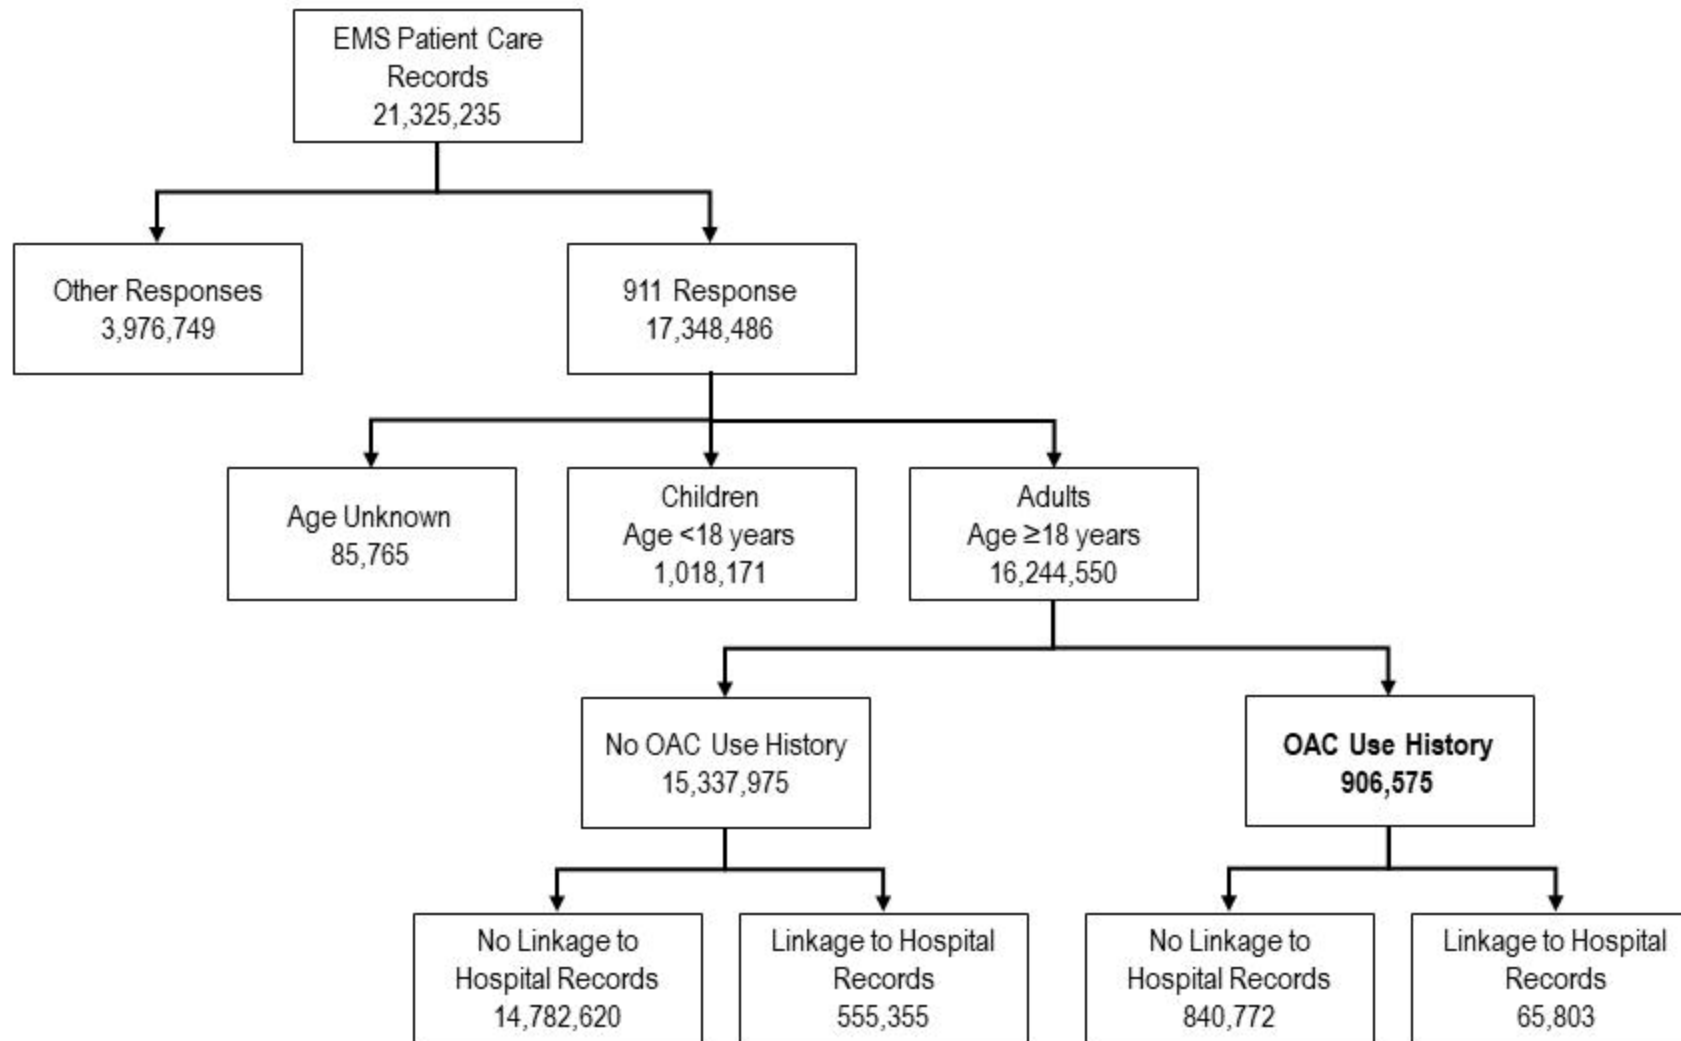 EMS Patient Care
Records
21,325,235
Other Responses
3,976,749
911 Response
17,348,486
Age Unknown
85,765
Children
Age <18 years
1,018,171
Adults
Age ≥18 years
16,244,550
No OAC Use History
15,337,975
OAC Use History
906,575
No Linkage to
Hospital Records
14,782,620
Linkage to Hospital
Records
555,355
No Linkage to
Hospital Records
840,772
Linkage to Hospital
Records
65,803